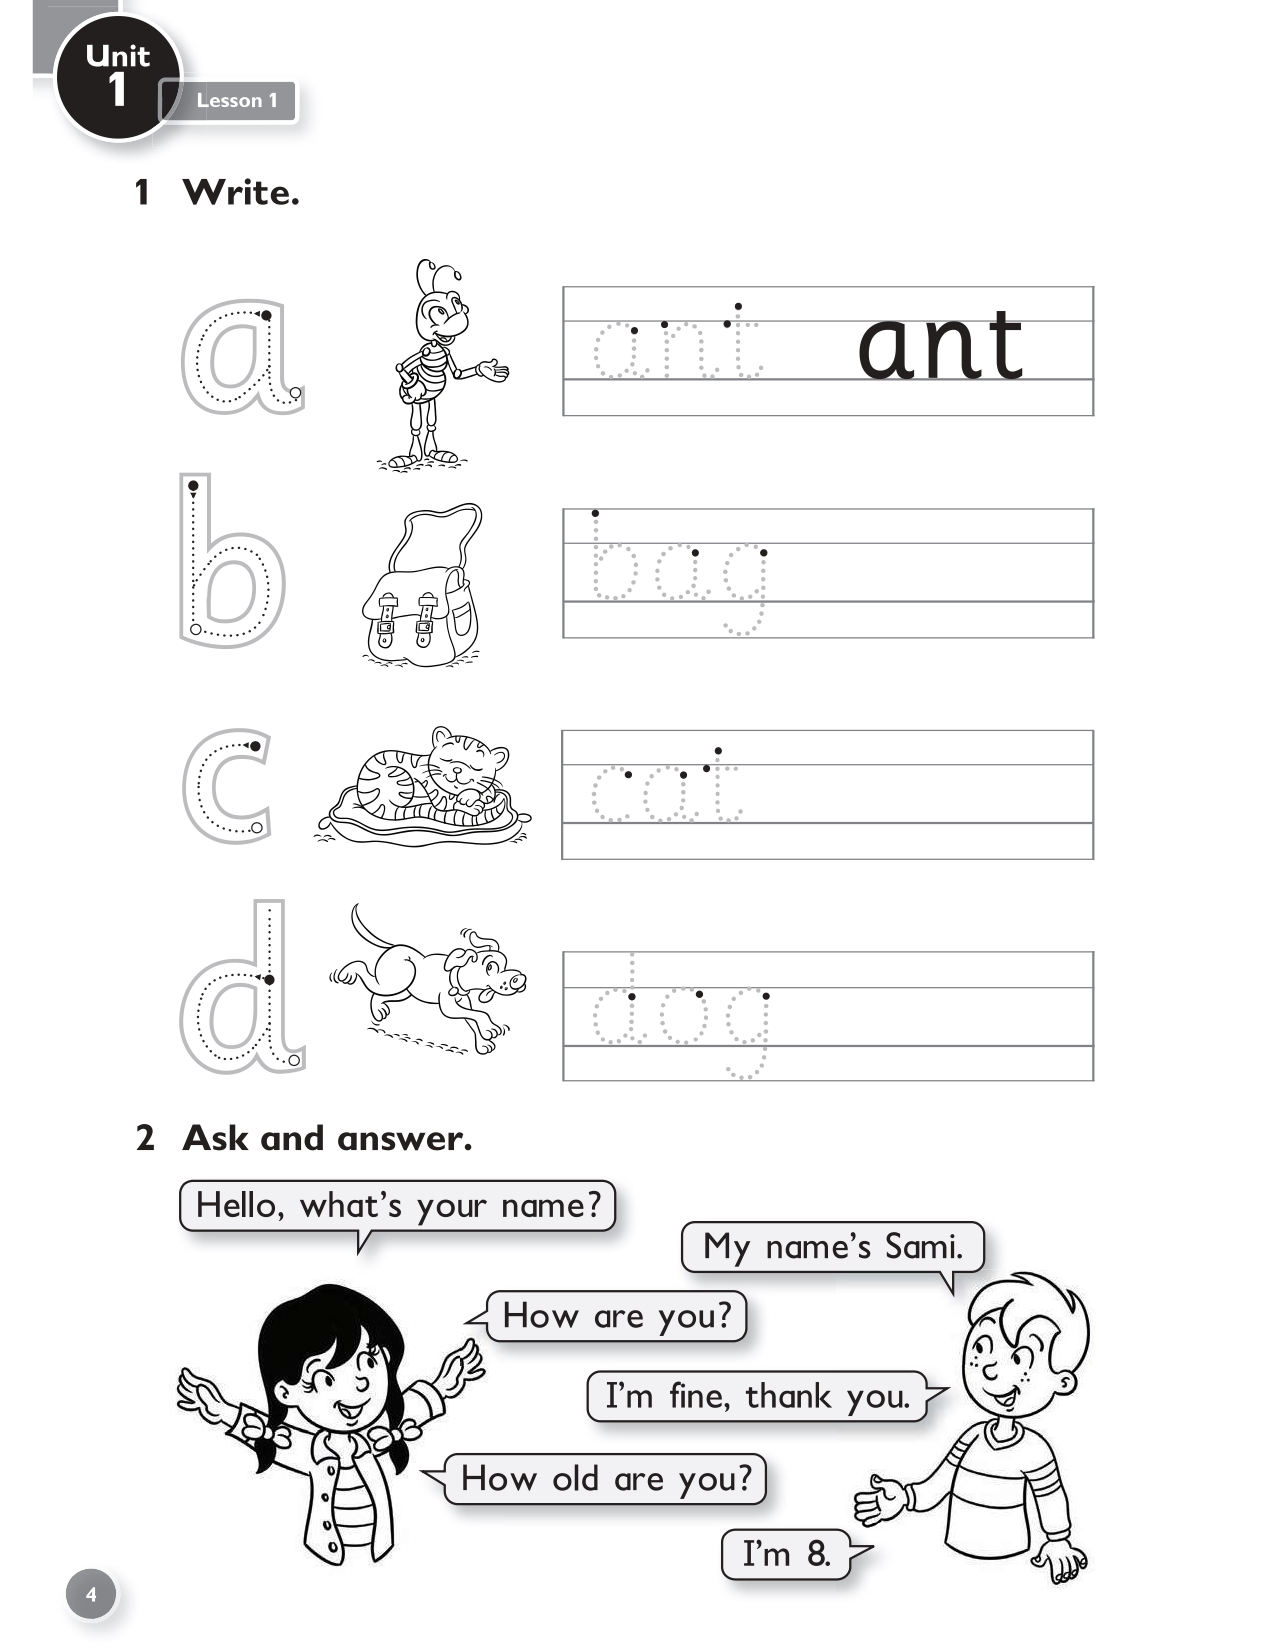 Unit
1
Lesson 1
1 Write.
a
ant ant
b
bag
c
cat
d
dog
2 Ask and answer.
Hello, what's your name?
My name's Sami.
How are you?
I'm fine, thank you.
How old are you?
I'm 8.
4